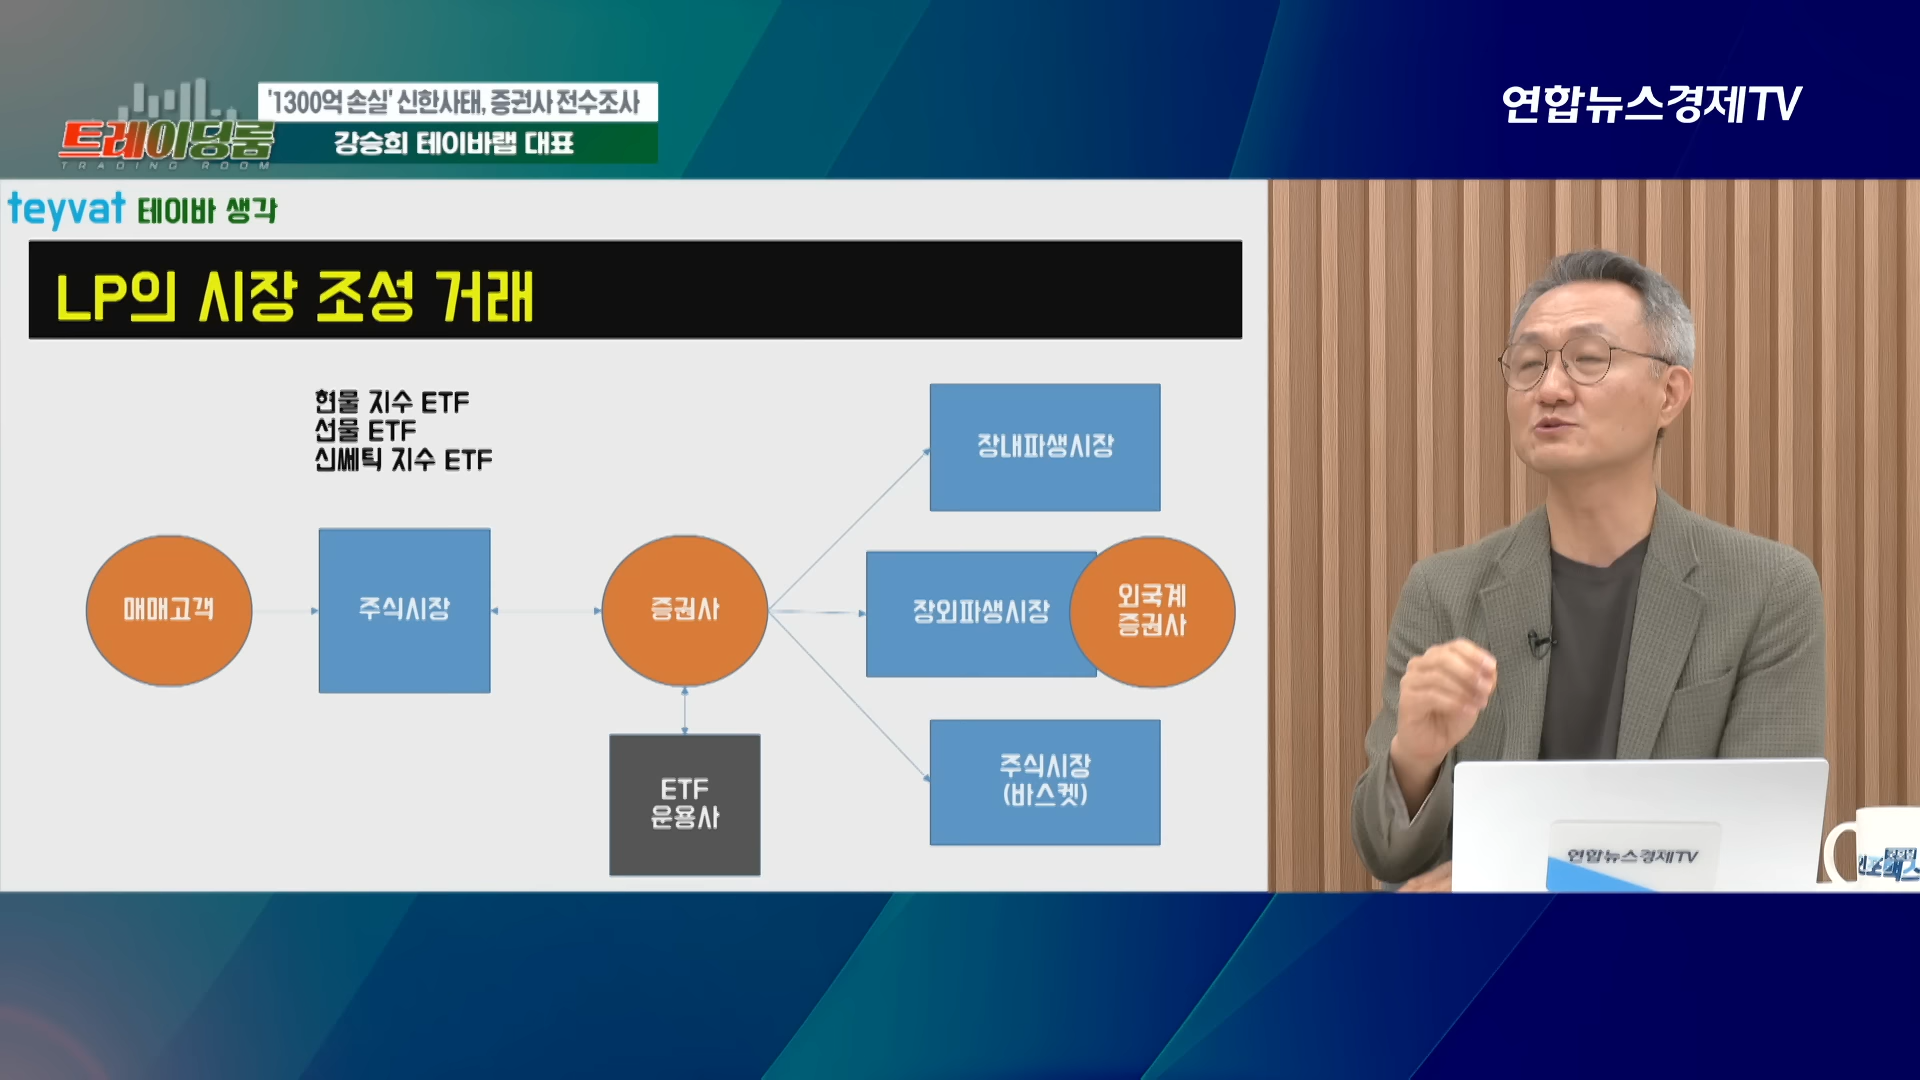 '1300억 손실' 신한사태, 증권사 전수조사
트레이딩룸
TRADING ROOM
강승희 테이바랩 대표
연합뉴스경제TV
teyvat 테이바 생각
LP의 시장 조성 거래
현물 지수 ETF
선물 ETF
신쎄틱 지수 ETF
매매고객
주식시장
증권사
ETF
운용사
장내파생시장
장외파생시장
외국계
증권사
주식시장
(바스켓)
연합뉴스경제TV